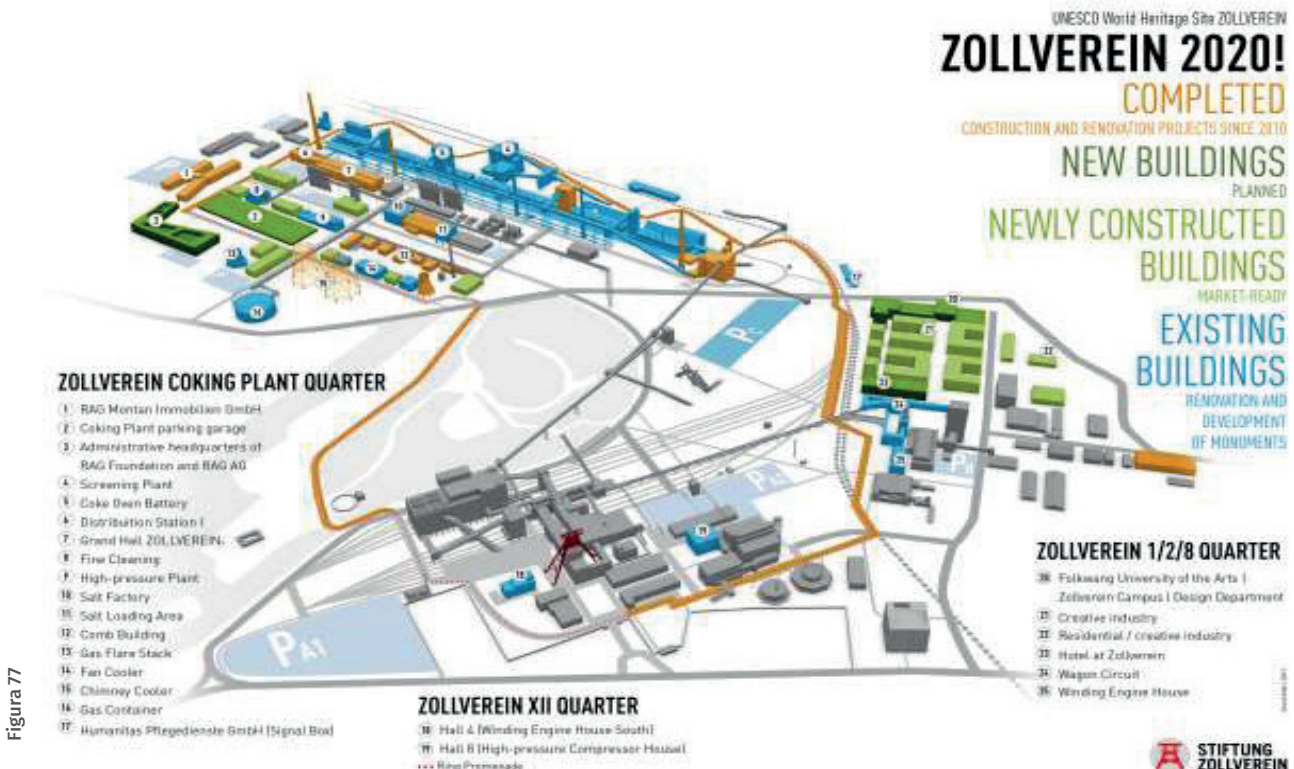 UNESCO World Heritage Site ZOLLVEREIN
ZOLLVEREIN 2020!
COMPLETED
CONSTRUCTION AND RENOVATION PROJECTS SINCE 2010
NEW BUILDINGS
PLANNED
NEWLY CONSTRUCTED
BUILDINGS
MARKET-READY
EXISTING
BUILDINGS
RENOVATION AND
DEVELOPMENT
OF MONUMENTS
ZOLLVEREIN COKING PLANT QUARTER
1 RAG Montan Immobilien GmbH
2 Coking Plant parking garage
3 Administrative headquarters of
RAG Foundation and RAG AG
4 Screening Plant
5 Coke Oven Battery
6 Distribution Station I
7 Grand Hall ZOLLVEREIN
8 Fine Cleaning
9 High-pressure Plant
10 Salt Factory
11 Salt Loading Area
12 Comb Building
13 Gas Flare Stack
14 Fan Cooler
15 Chimney Cooler
16 Gas Container
17 Humanitas Pflegedienste GmbH (Signal Box)
PC
PA1
ZOLLVEREIN XII QUARTER
18 Hall 4 (Winding Engine House South)
19 Hall 6 (High-pressure Compressor House)
Ring Promenade
ZOLLVEREIN 1/2/8 QUARTER
Folkwang University of the Arts |
Zollverein Campus | Design Department
Creative industry
Residential / creative industry
Hotel at Zollverein
Wagon Circuit
Winding Engine House
STIFTUNG
ZOLLVEREIN
Figura 77